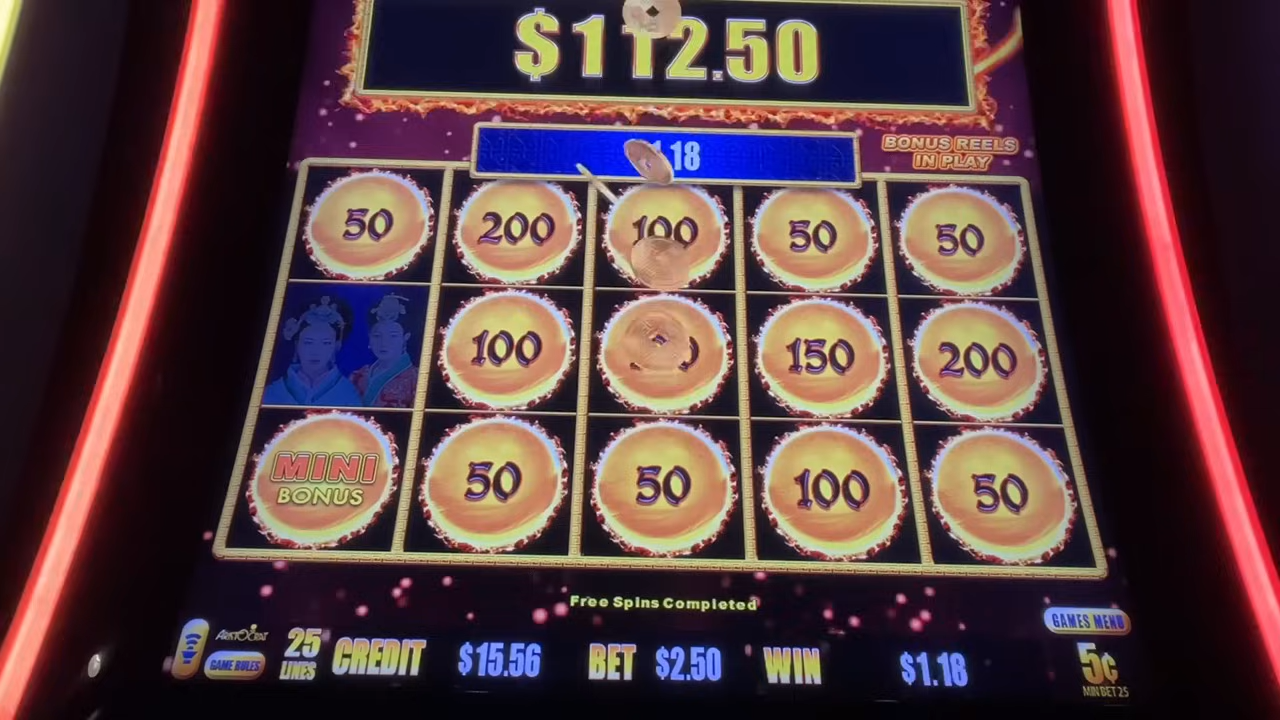 $112.50
BONUS REELS
IN PLAY
50 200 100 50 50
100 150 200
MINI
BONUS
50 50 100 50
Free Spins Completed
GAMES MENU
ARISTOCRAT
GAME RULES
25
LINES
CREDIT $15.56 BET $2.50 WIN $1.18
5¢
MIN BET 25